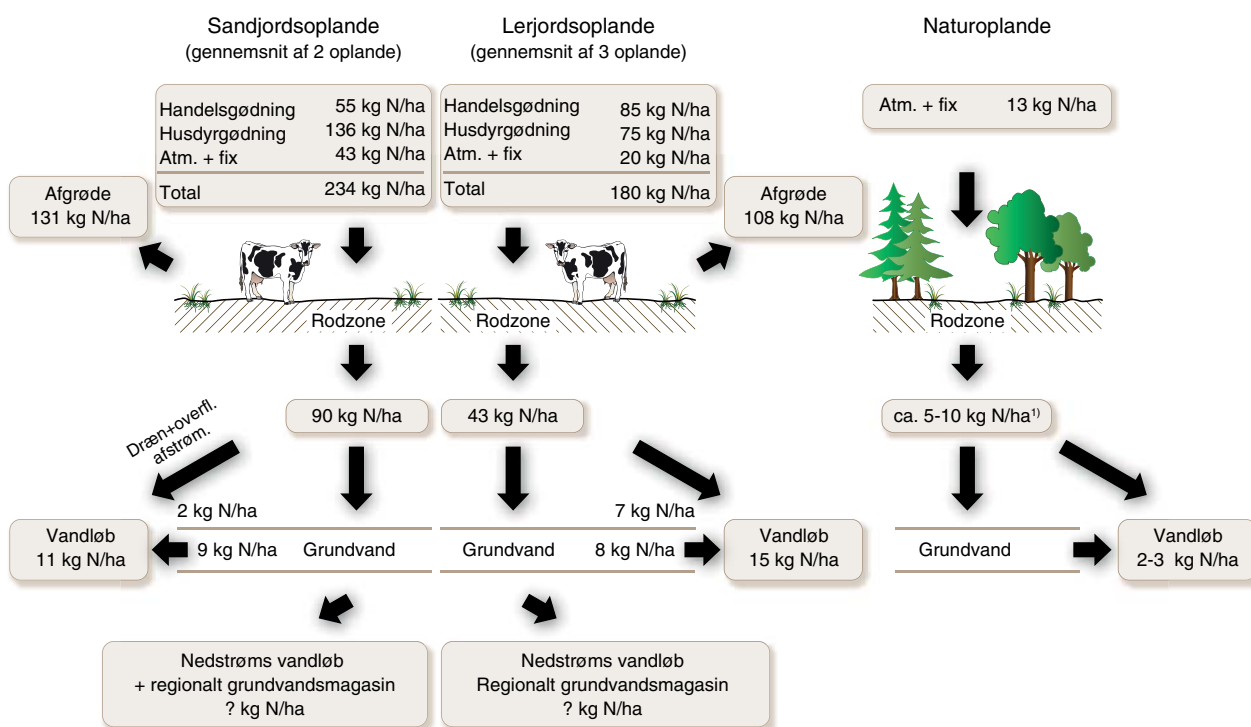 Sandjordsoplande
(gennemsnit af 2 oplande)
Lerjordsoplande
(gennemsnit af 3 oplande)
Naturoplande
Handelsgødning 55 kg N/ha
Husdyrgødning 136 kg N/ha
Atm. + fix 43 kg N/ha
Total 234 kg N/ha
Handelsgødning 85 kg N/ha
Husdyrgødning 75 kg N/ha
Atm. + fix 20 kg N/ha
Total 180 kg N/ha
Atm. + fix 13 kg N/ha
Afgrøde
131 kg N/ha
Afgrøde
108 kg N/ha
Rodzone
Rodzone
Rodzone
90 kg N/ha
43 kg N/ha
ca. 5-10 kg N/ha¹⁾
Dræn+overfl.
afstrøm.
2 kg N/ha
7 kg N/ha
Vandløb
11 kg N/ha
9 kg N/ha
Grundvand
Grundvand
8 kg N/ha
Vandløb
15 kg N/ha
Grundvand
Vandløb
2-3 kg N/ha
Nedstrøms vandløb
+ regionalt grundvandsmagasin
? kg N/ha
Nedstrøms vandløb
Regionalt grundvandsmagasin
? kg N/ha